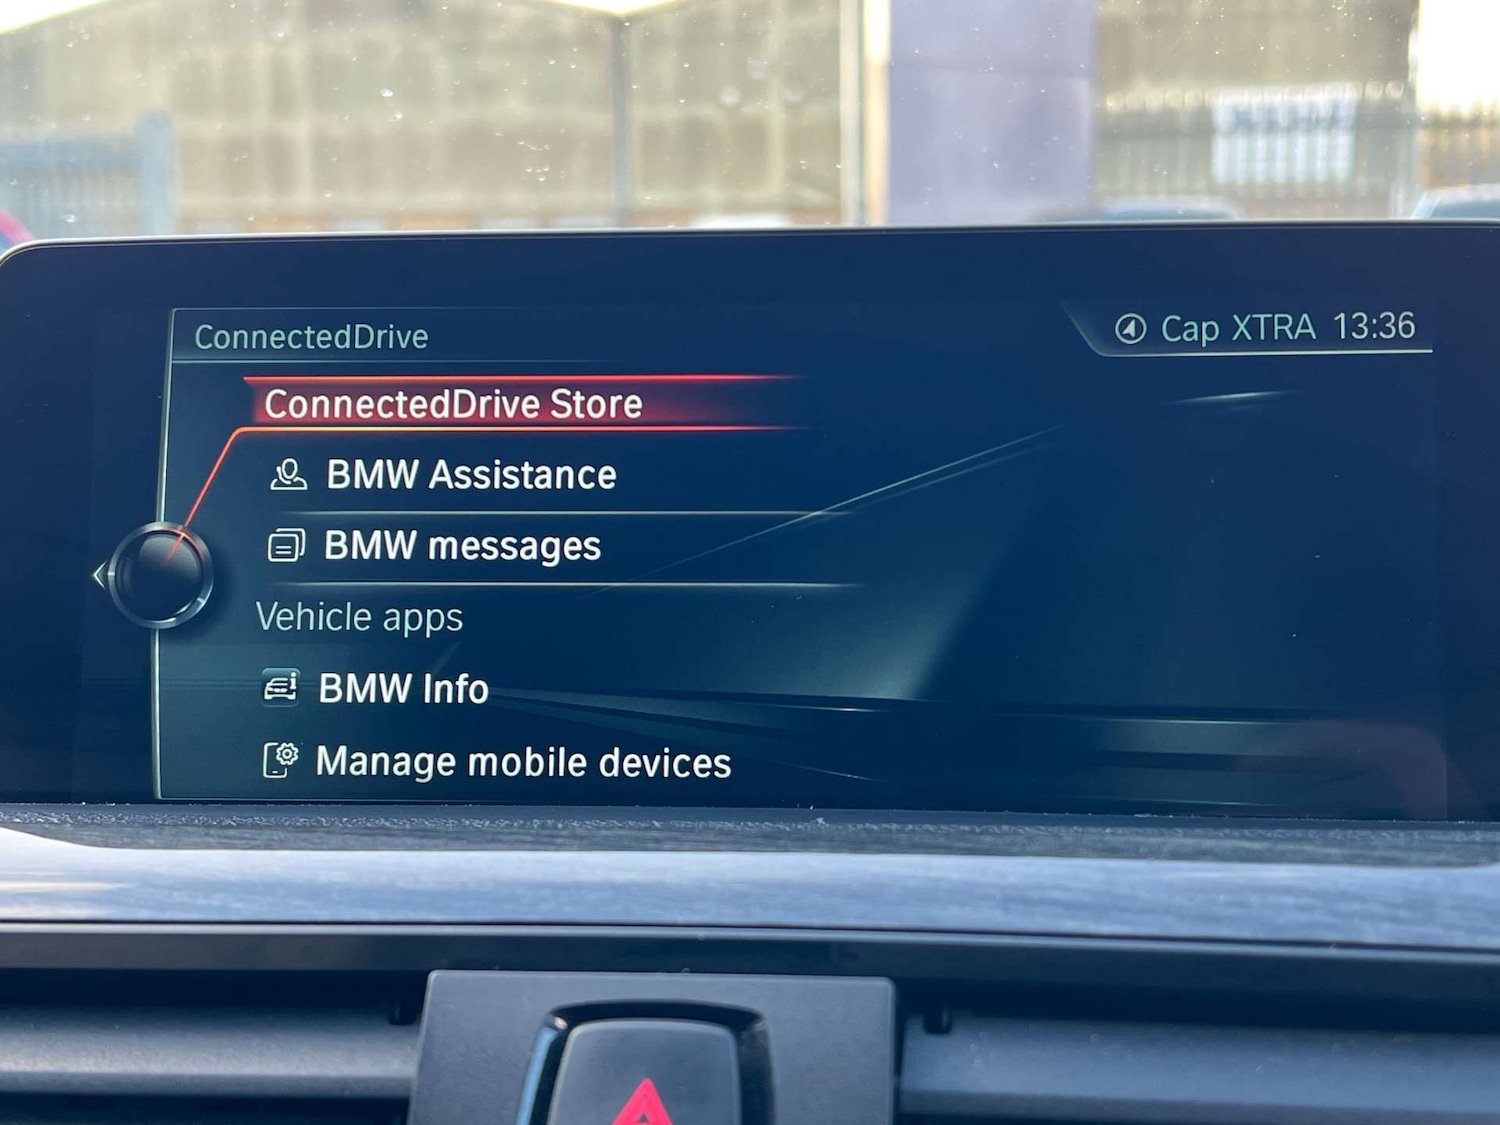 ConnectedDrive
Cap XTRA 13:36
ConnectedDrive Store
BMW Assistance
BMW messages
Vehicle apps
BMW Info
Manage mobile devices